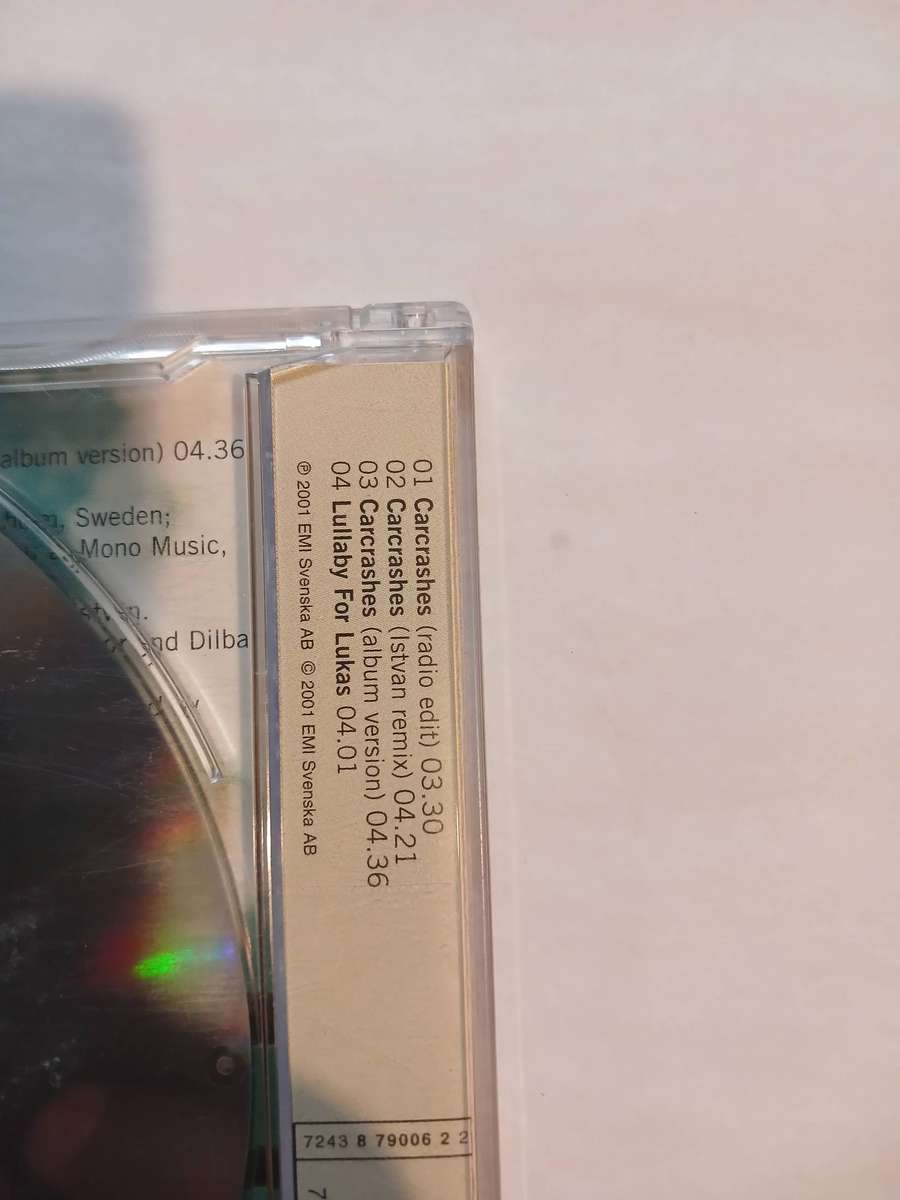 album version) 04.36
Sweden;
Mono Music,
and Dilba
01 Carcrashes (radio edit) 03.30
02 Carcrashes (Istvan remix) 04.21
03 Carcrashes (album version) 04.36
04 Lullaby For Lukas 04.01
℗ 2001 EMI Svenska AB © 2001 EMI Svenska AB
7243 8 79006 2 2
7